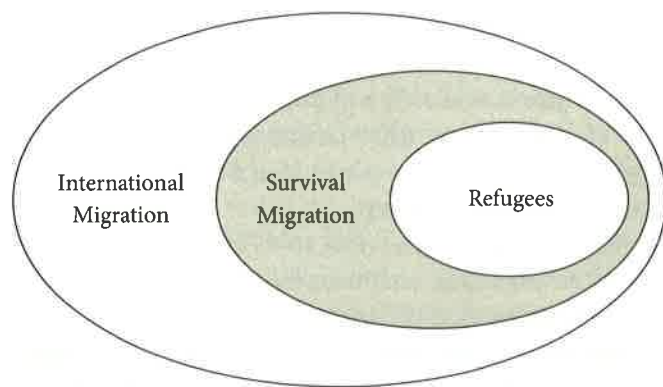 International
Migration
Survival
Migration
Refugees